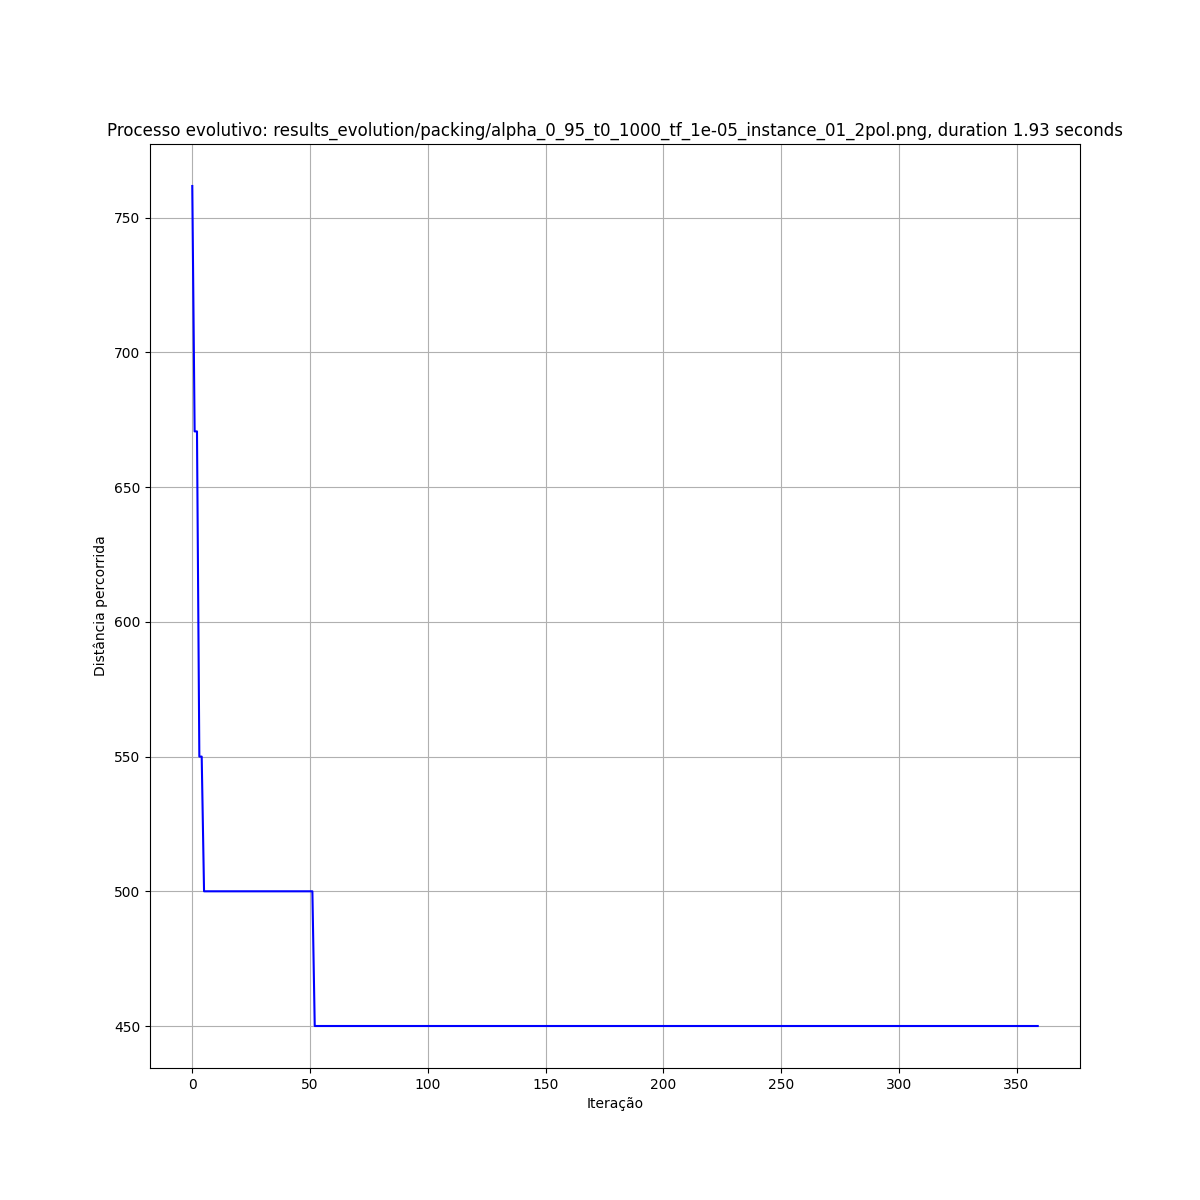 Processo evolutivo: results_evolution/packing/alpha_0_95_t0_1000_tf_1e-05_instance_01_2pol.png, duration 1.93 seconds
750
700
650
600
550
500
450
Distância percorrida
0 50 100 150 200 250 300 350
Iteração